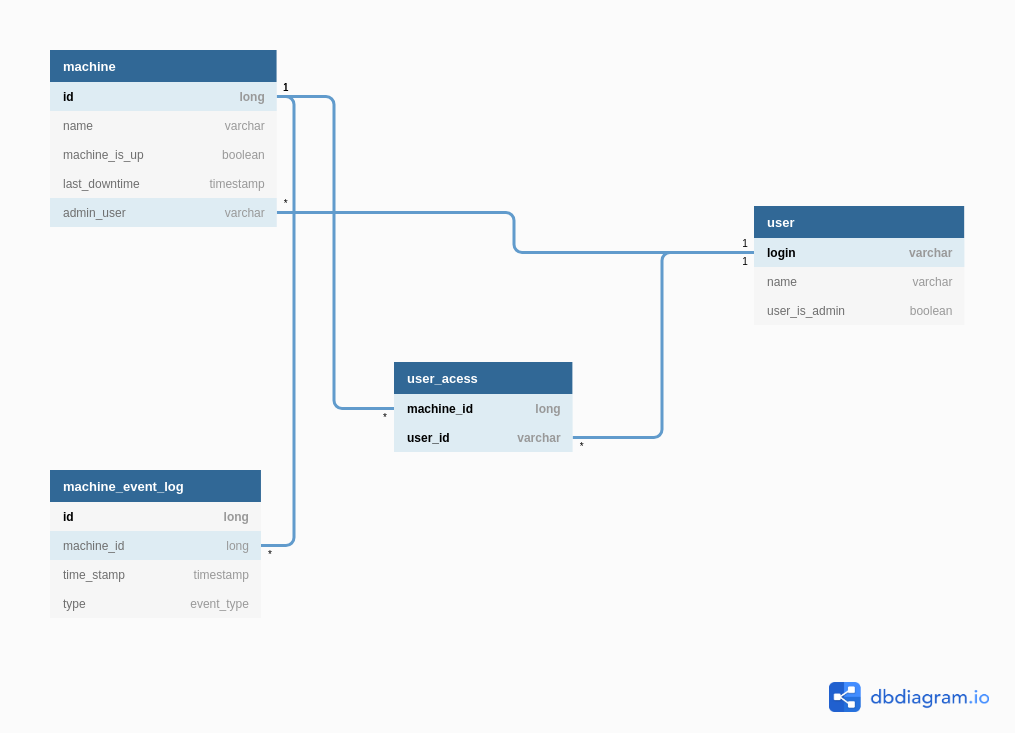 machine
1
id long
name varchar
machine_is_up boolean
last_downtime timestamp
admin_user varchar
*
user
1
login varchar
1
name varchar
user_is_admin boolean
user_acess
machine_id long
*
user_id varchar
*
machine_event_log
id long
machine_id long
*
time_stamp timestamp
type event_type
dbdiagram.io